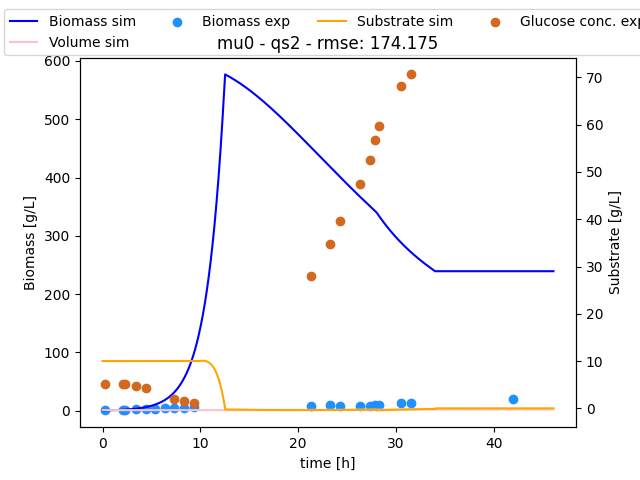 Biomass sim Biomass exp Substrate sim Glucose conc. exp
Volume sim
mu0 - qs2 - rmse: 174.175
600
500
400
300
200
100
0
Biomass [g/L]
70
60
50
40
30
20
10
0
Substrate [g/L]
0 10 20 30 40
time [h]